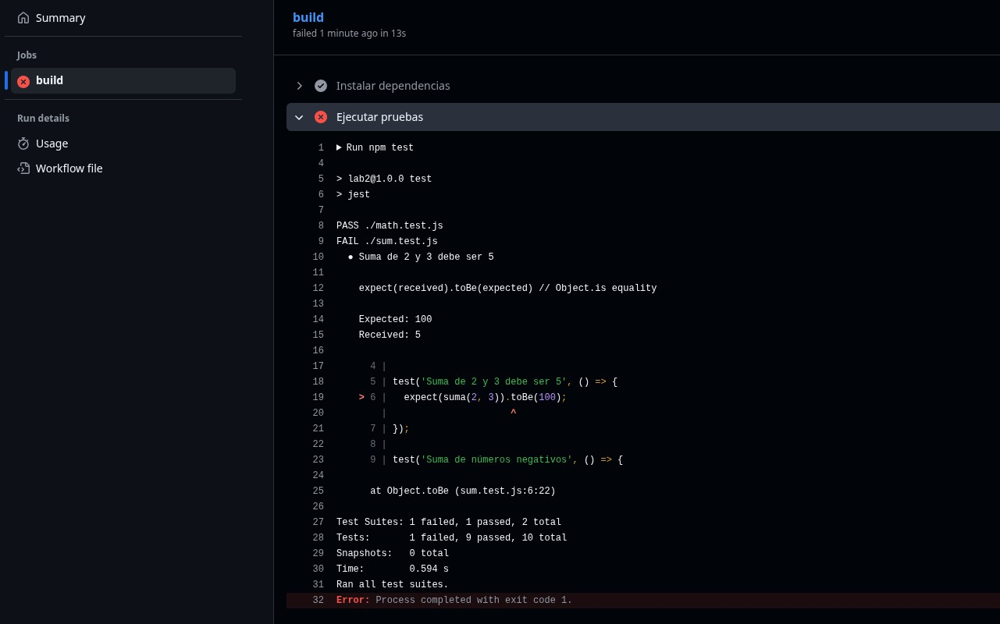 Summary
Jobs
build
Run details
Usage
Workflow file
build
failed 1 minute ago in 13s
Instalar dependencias
Ejecutar pruebas
1 Run npm test
4
5 > lab2@1.0.0 test
6 > jest
7
8 PASS ./math.test.js
9 FAIL ./sum.test.js
10 ● Suma de 2 y 3 debe ser 5
11
12 expect(received).toBe(expected) // Object.is equality
13
14 Expected: 100
15 Received: 5
16
17 4 |
18 5 | test('Suma de 2 y 3 debe ser 5', () => {
19 > 6 | expect(suma(2, 3)).toBe(100);
20 | ^
21 7 | });
22 8 |
23 9 | test('Suma de números negativos', () => {
24
25 at Object.toBe (sum.test.js:6:22)
26
27 Test Suites: 1 failed, 1 passed, 2 total
28 Tests: 1 failed, 9 passed, 10 total
29 Snapshots: 0 total
30 Time: 0.594 s
31 Ran all test suites.
32 Error: Process completed with exit code 1.